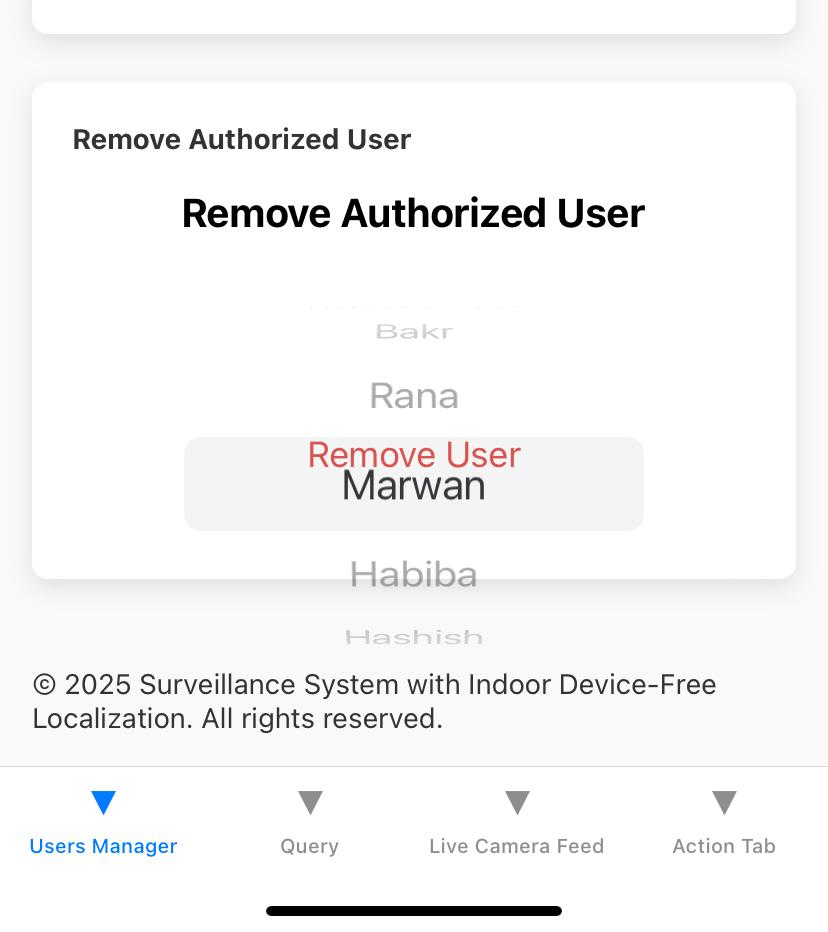 Remove Authorized User
Remove Authorized User
Bakr
Rana
Remove User
Marwan
Habiba
Hashish
© 2025 Surveillance System with Indoor Device-Free
Localization. All rights reserved.
Users Manager
Query
Live Camera Feed
Action Tab